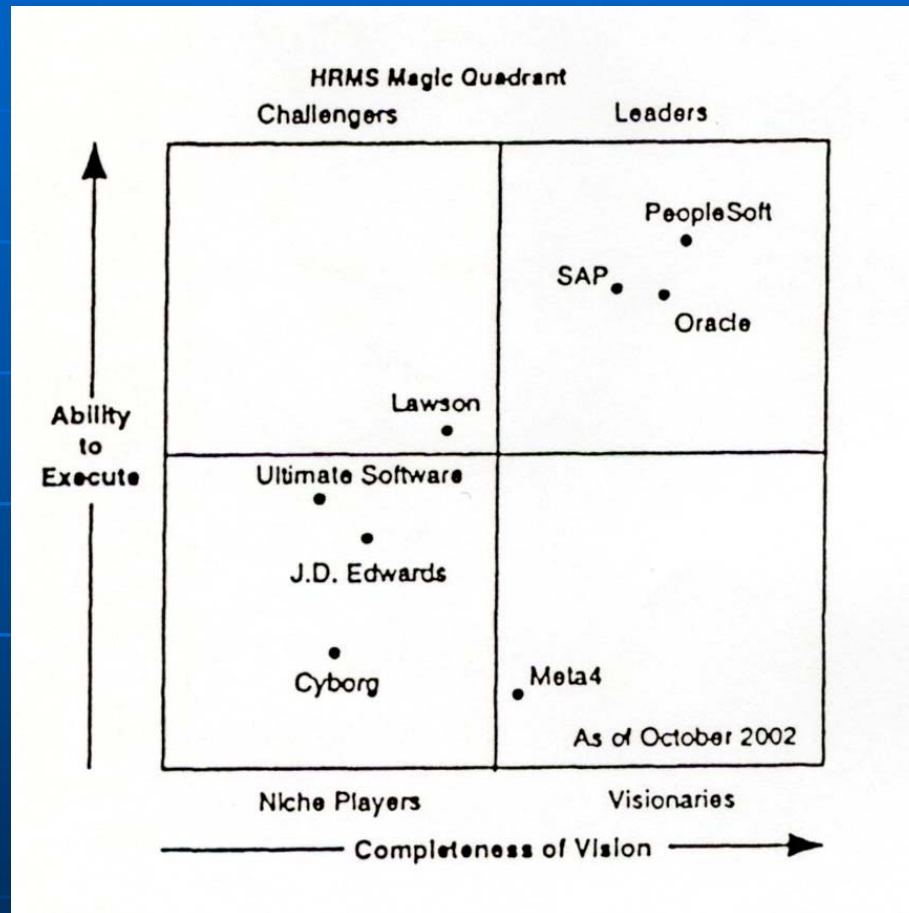 HRMS Magic Quadrant
Challengers
Leaders
PeopleSoft
SAP
Oracle
Lawson
Ability
to
Execute
Ultimate Software
J.D. Edwards
Cyborg
Meta4
As of October 2002
Niche Players
Visionaries
Completeness of Vision